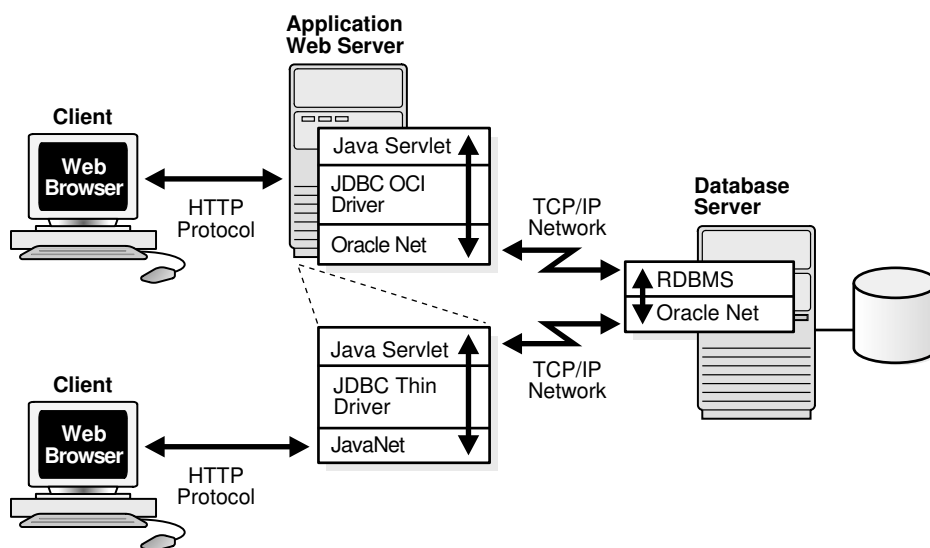 Application
Web Server
Client
Web
Browser
HTTP
Protocol
Java Servlet
JDBC OCI
Driver
Oracle Net
TCP/IP
Network
Database
Server
RDBMS
Oracle Net
Client
Web
Browser
HTTP
Protocol
Java Servlet
JDBC Thin
Driver
JavaNet
TCP/IP
Network